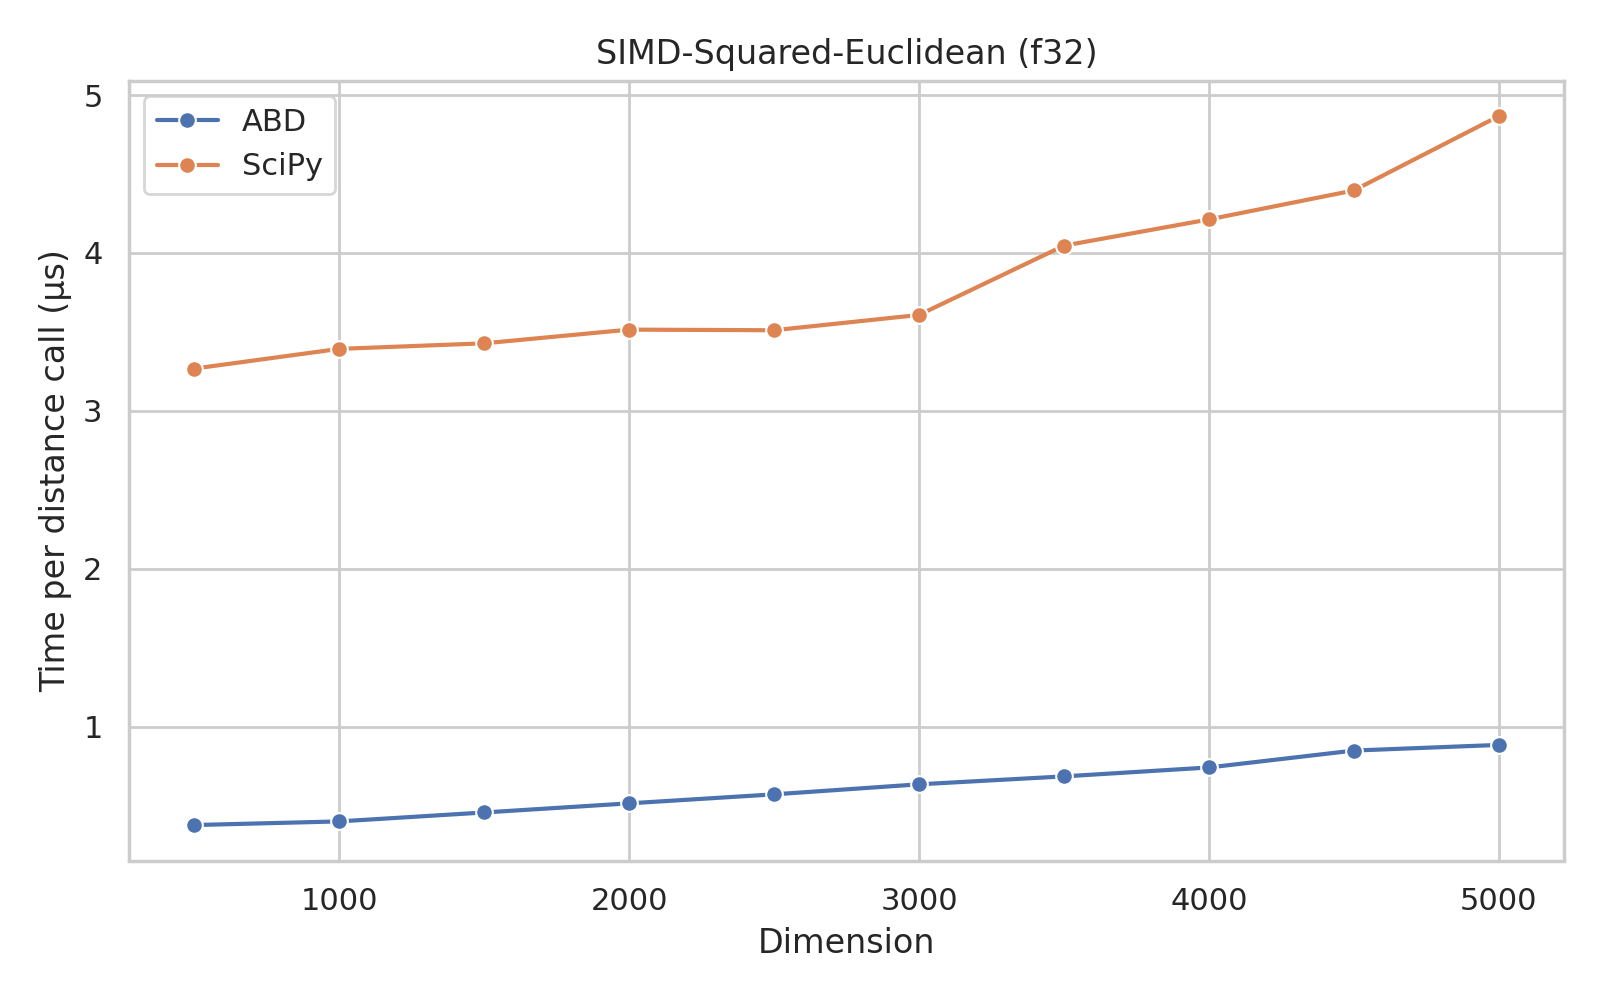 SIMD-Squared-Euclidean (f32)
ABD
SciPy
Time per distance call (µs)
5
4
3
2
1
1000 2000 3000 4000 5000
Dimension